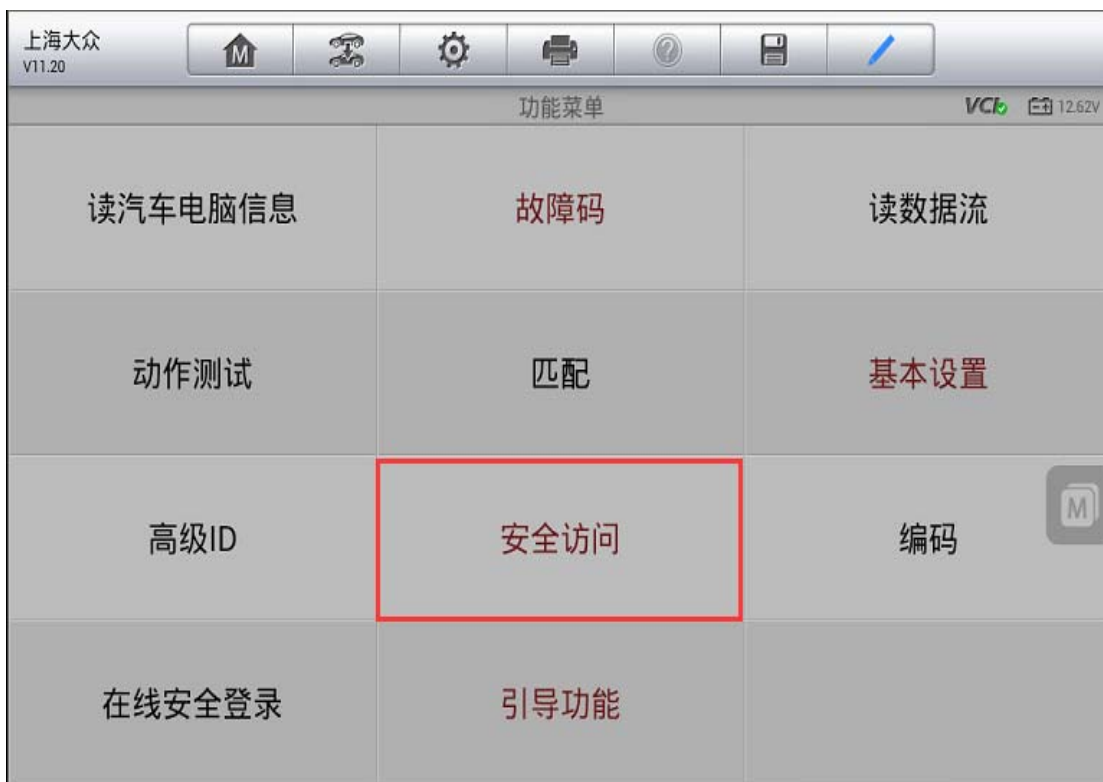 上海大众
V11.20
M
功能菜单
VCI
12.62V
读汽车电脑信息
故障码
读数据流
动作测试
匹配
基本设置
高级ID
安全访问
编码
M
在线安全登录
引导功能